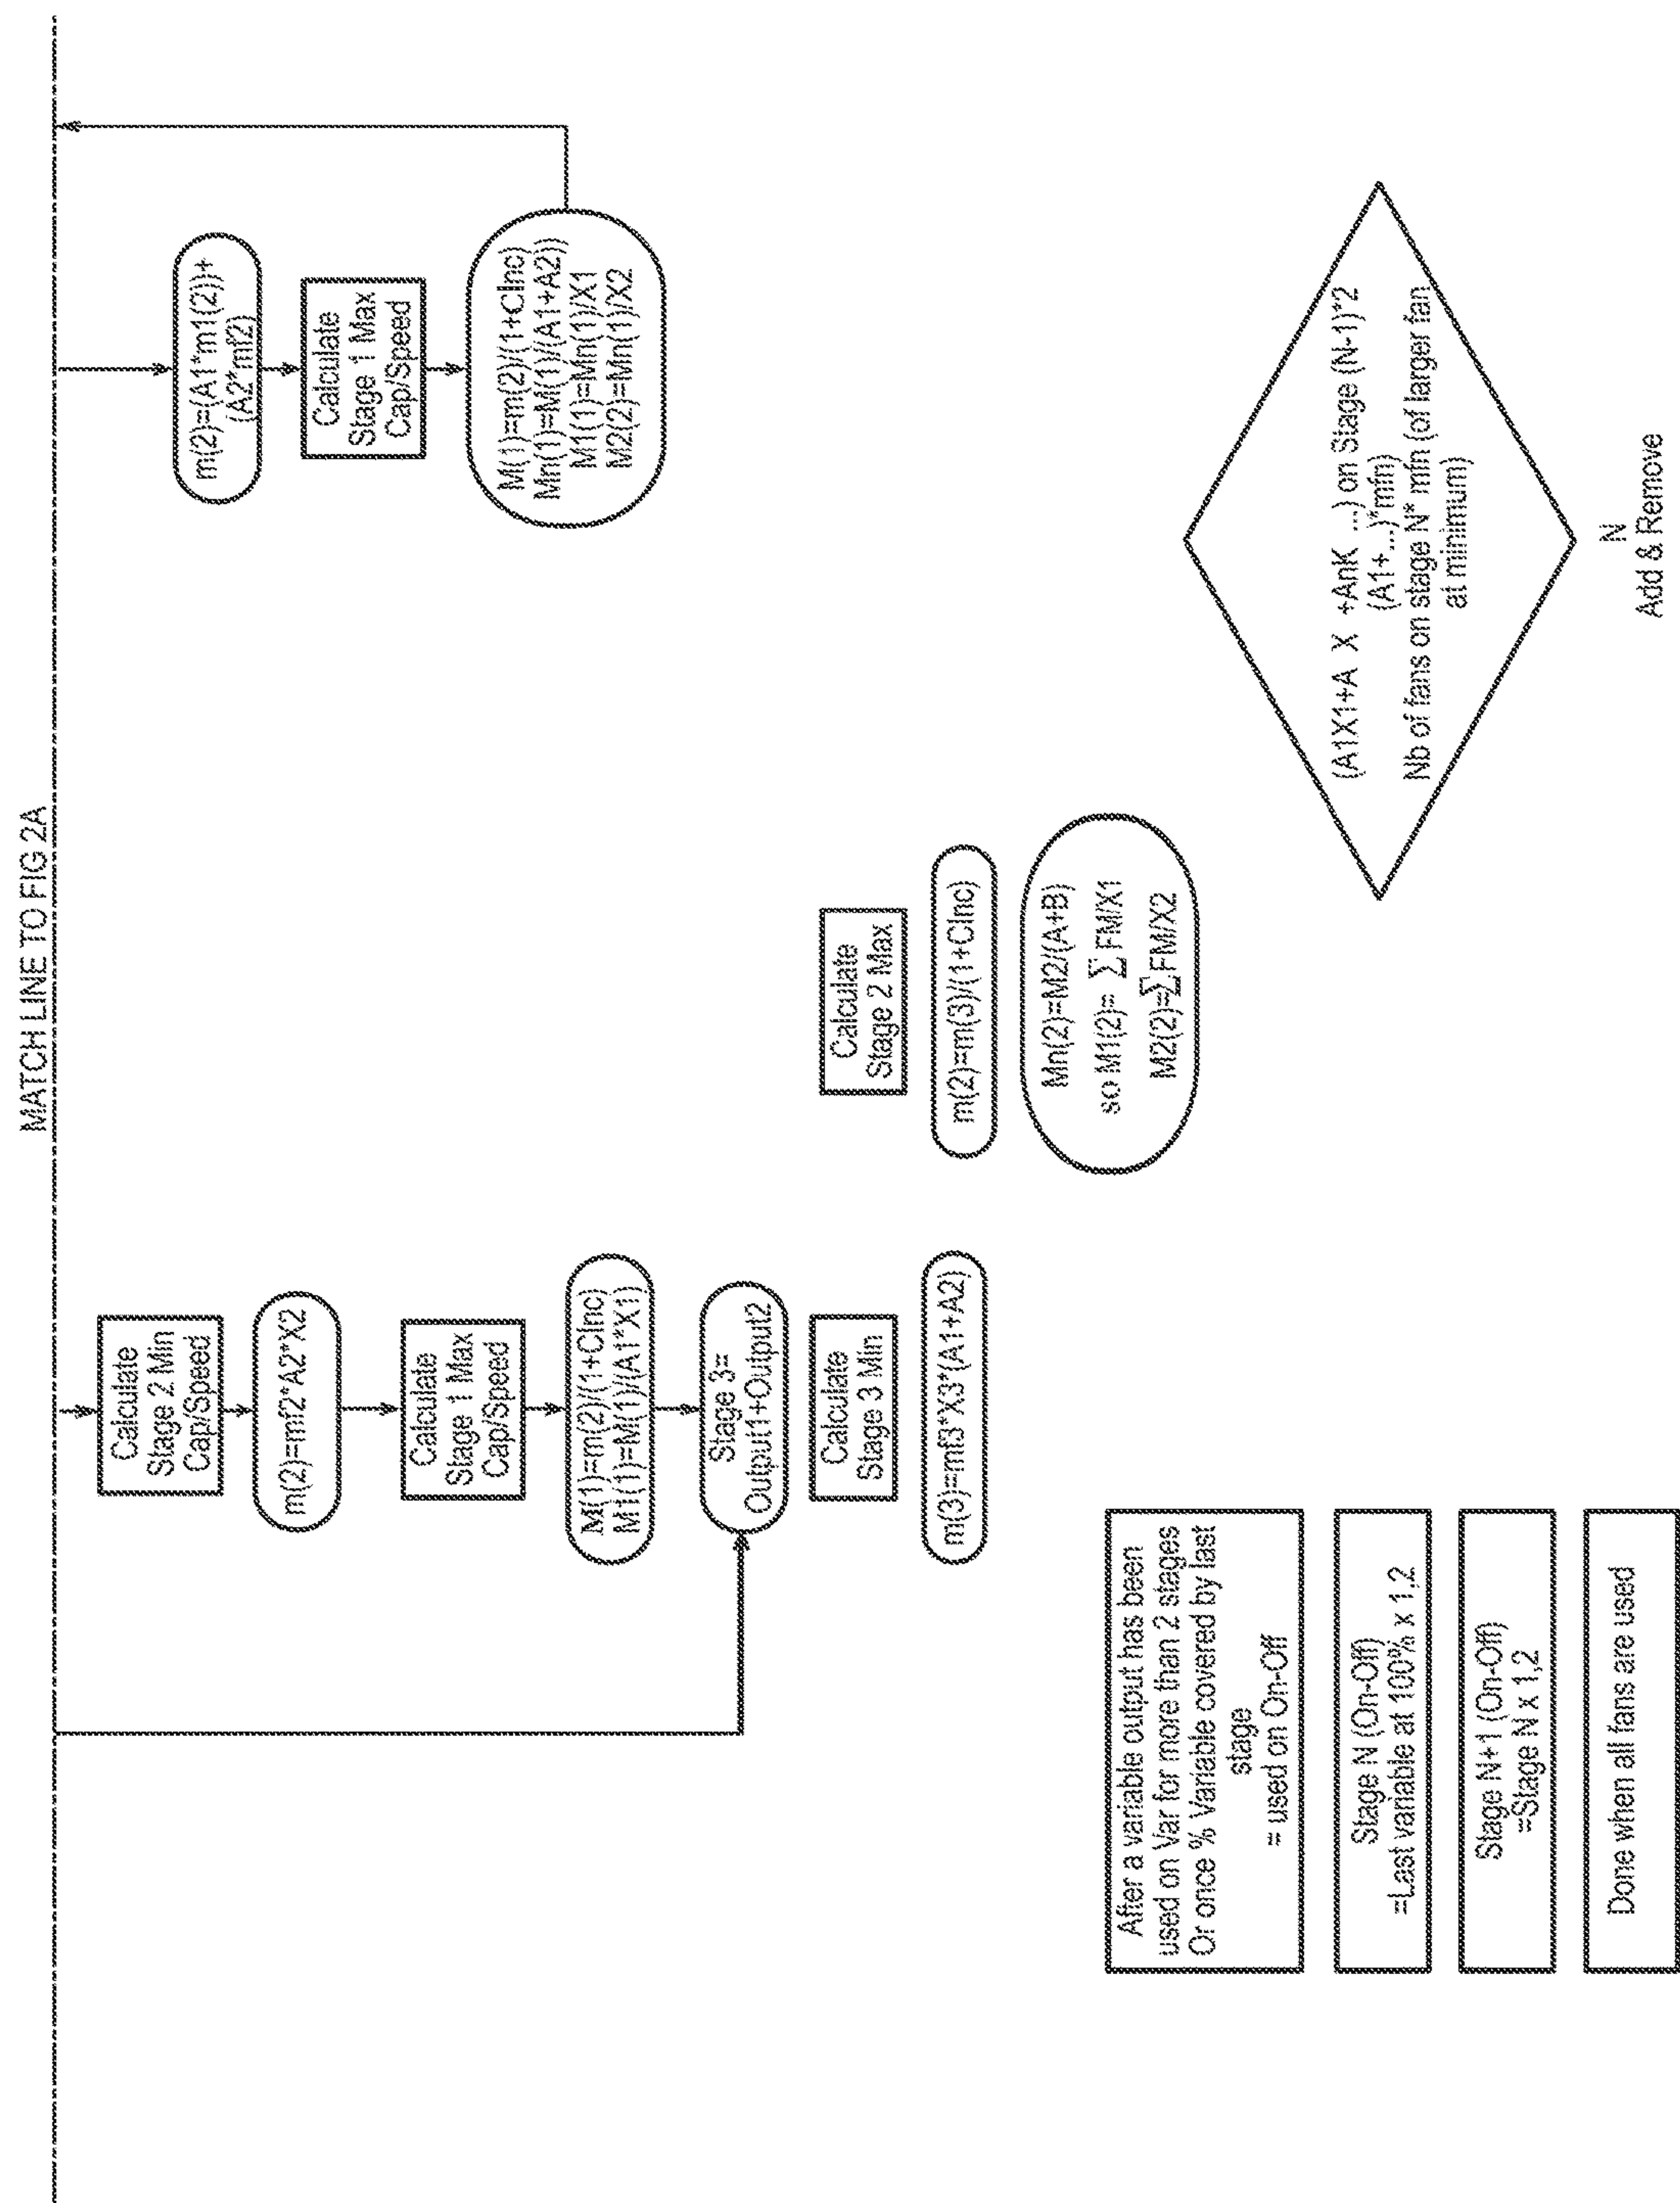 MATCH LINE TO FIG 2A
Calculate
Stage 2 Min
Cap/Speed
m(2)=mf2*A2*X2
Calculate
Stage 1 Max
Cap/Speed
M(1)=m(2)/(1+CInc)
M1(1)=M(1)/(A1*X1)
Stage 3=
Output1+Output2
Calculate
Stage 3 Min
m(3)=mf3*X3*(A1+A2)
After a variable output has been
used on Var for more than 2 stages
Or once % Variable covered by last
stage
= used on On-Off
Stage N (On-Off)
=Last variable at 100% x 1,2
Stage N+1 (On-Off)
=Stage N x 1,2
Done when all fans are used
Calculate
Stage 2 Max
m(2)=m(3)/(1+CInc)
Mn(2)=M2/(A+B)
so M1(2)= ∑FM/X1
M2(2)=∑FM/X2
m(2)=(A1*m1(2))+
(A2*mf2)
Calculate
Stage 1 Max
Cap/Speed
M(1)=m(2)/(1+CInc)
Mn(1)=M(1)/(A1+A2))
M1(1)=Mn(1)/X1
M2(2)=Mn(1)/X2
(A1X1+A X +AnK ...) on Stage (N-1)*2
(A1+...)*mfn)
Nb of fans on stage N* mfn (of larger fan
at minimum)
N
Add & Remove